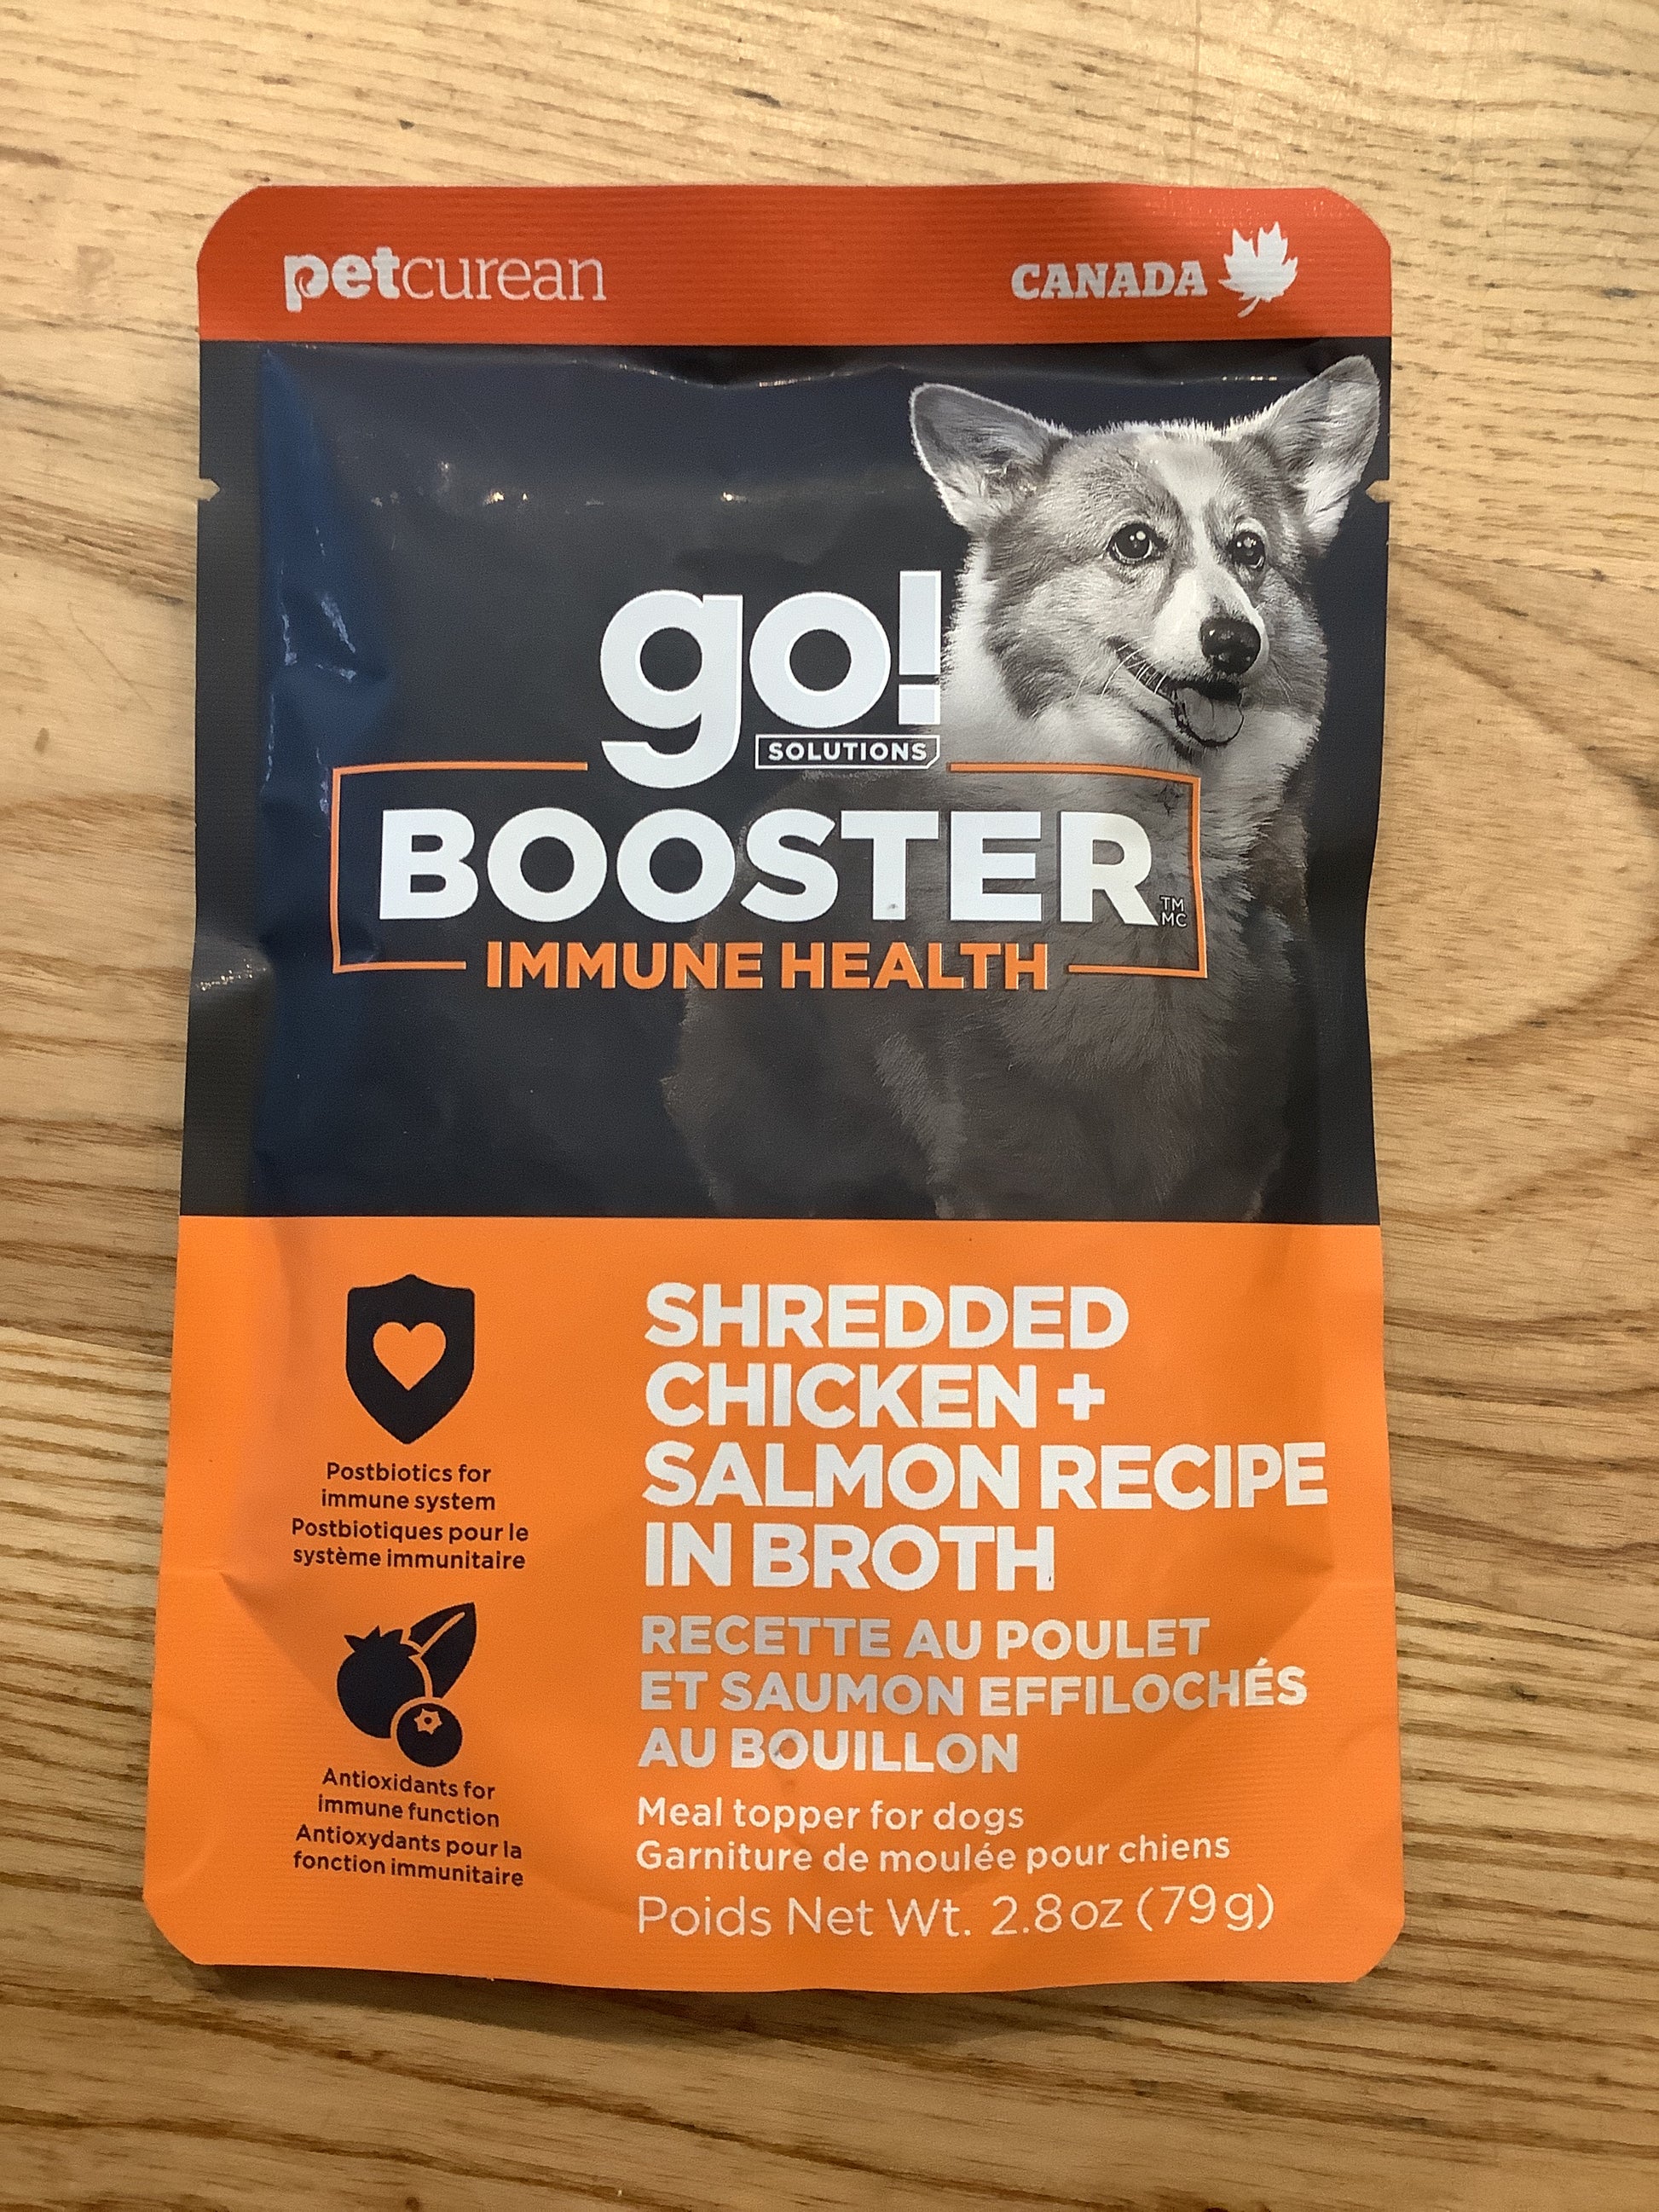 petcurean
CANADA
go!
SOLUTIONS
BOOSTER
TM
MC
IMMUNE HEALTH
Postbiotics for
immune system
Postbiotiques pour le
système immunitaire
Antioxidants for
immune function
Antioxydants pour la
fonction immunitaire
SHREDDED
CHICKEN +
SALMON RECIPE
IN BROTH
RECETTE AU POULET
ET SAUMON EFFILOCHÉS
AU BOUILLON
Meal topper for dogs
Garniture de moulée pour chiens
Poids Net Wt. 2.8 oz (79 g)